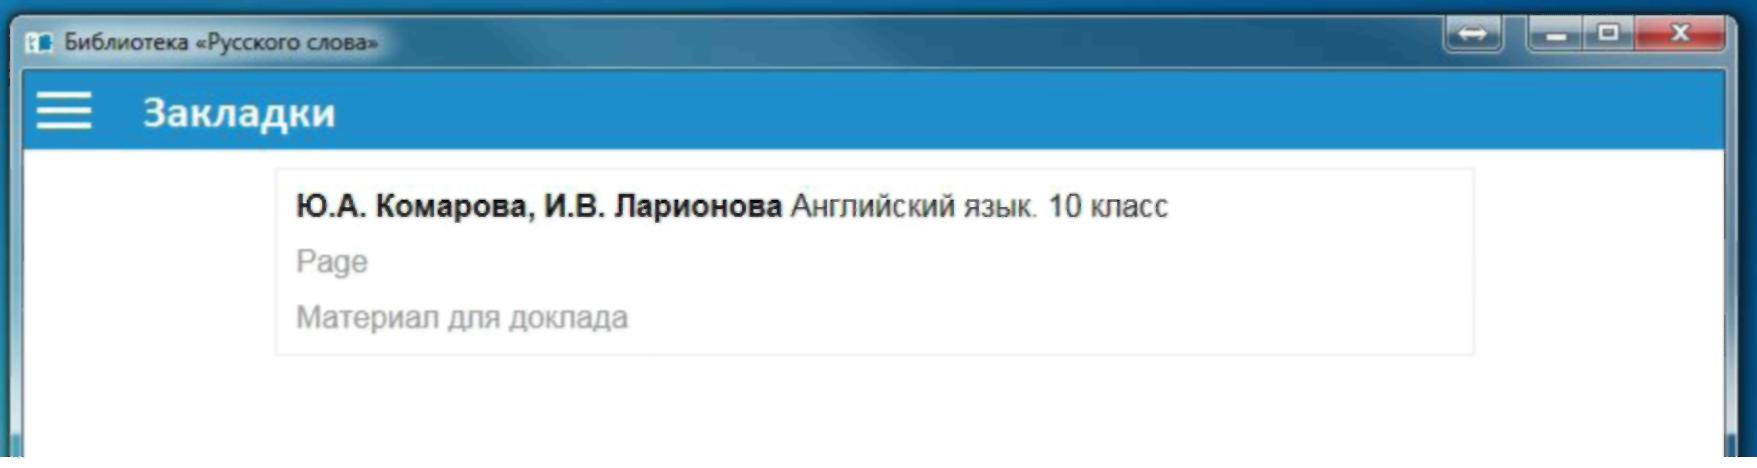 Библиотека «Русского слова»
Закладки
Ю.А. Комарова, И.В. Ларионова Английский язык. 10 класс
Page
Материал для доклада